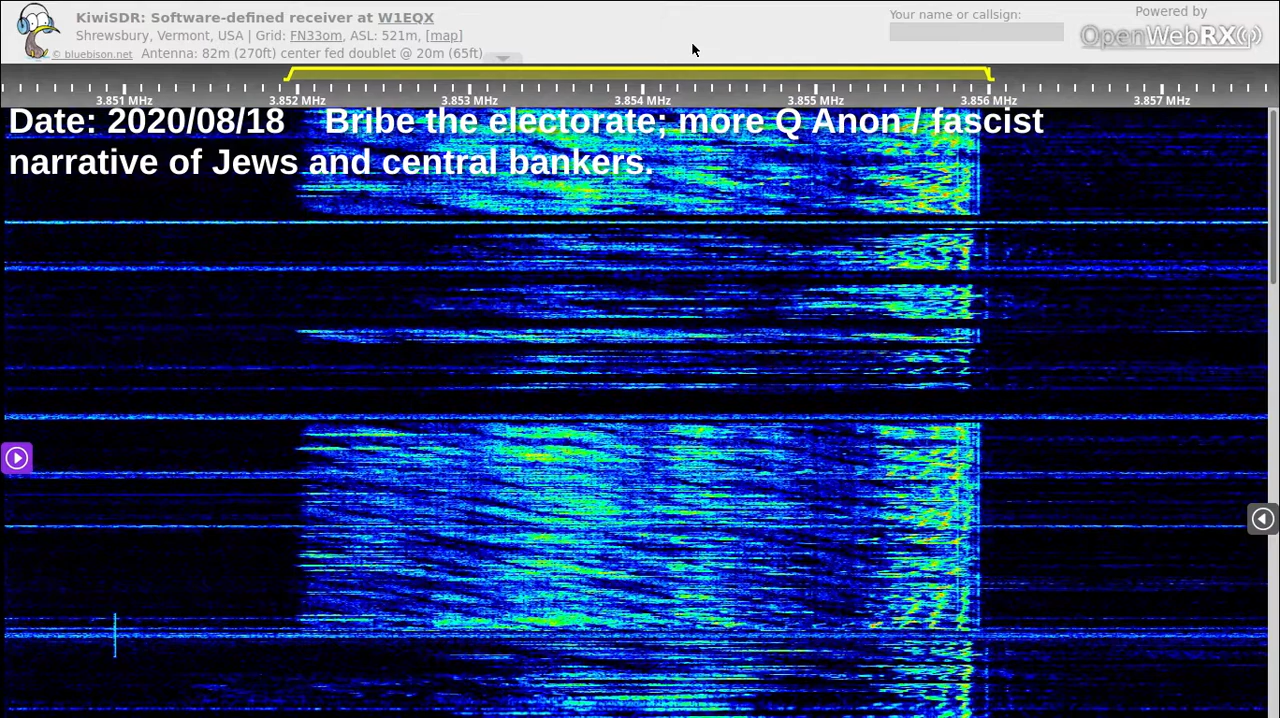 KiwiSDR: Software-defined receiver at W1EQX
Shrewsbury, Vermont, USA | Grid: FN33om, ASL: 521m, [map]
© bluebison.net Antenna: 82m (270ft) center fed doublet @ 20m (65ft)
Your name or callsign:
Powered by
OpenWebRX
3.851 MHz 3.852 MHz 3.853 MHz 3.854 MHz 3.855 MHz 3.856 MHz 3.857 MHz
Date: 2020/08/18 Bribe the electorate; more Q Anon / fascist
narrative of Jews and central bankers.